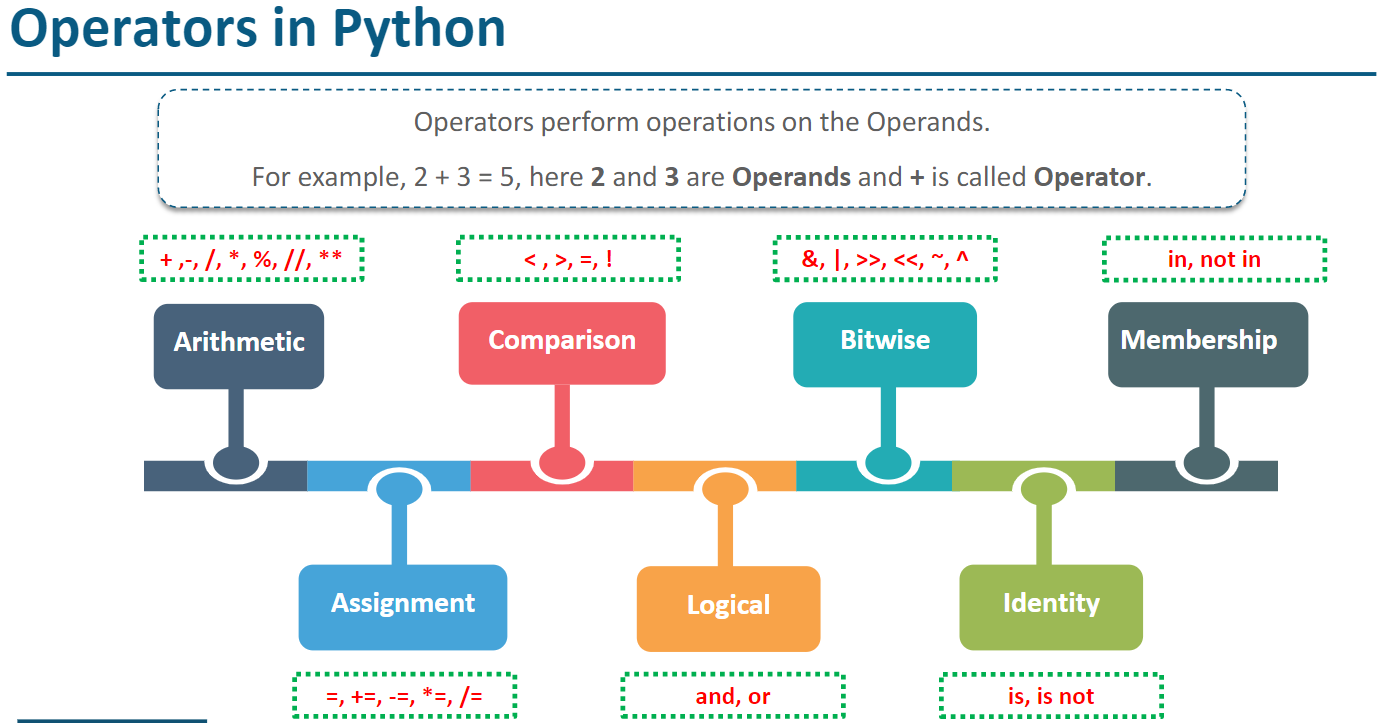 Operators in Python
Operators perform operations on the Operands.
For example, 2 + 3 = 5, here 2 and 3 are Operands and + is called Operator.
+ ,-, /, *, %, //, **
< , >, =, !
&, |, >>, <<, ~, ^
in, not in
Arithmetic
Comparison
Bitwise
Membership
Assignment
Logical
Identity
=, +=, -=, *=, /=
and, or
is, is not